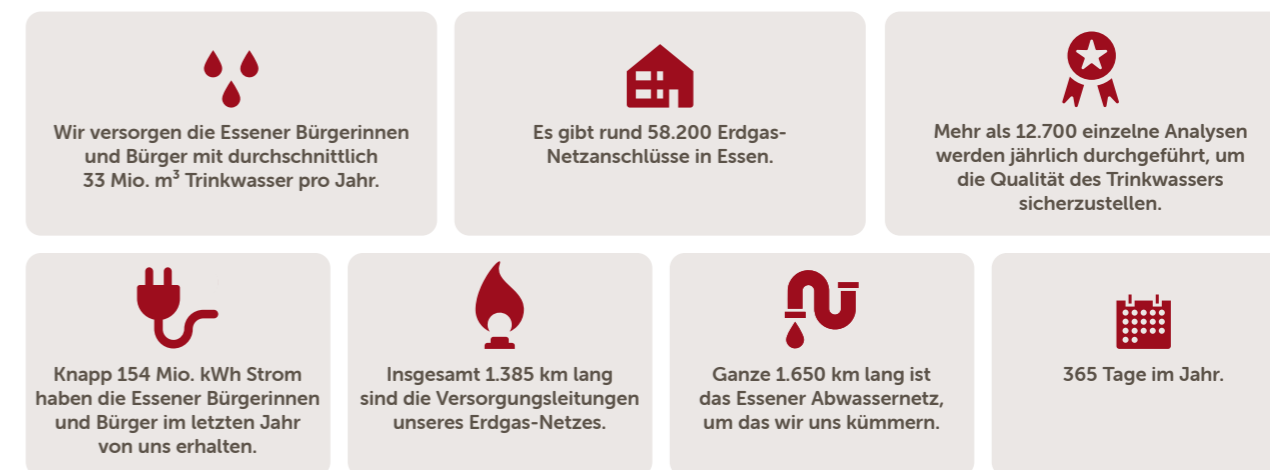 Wir versorgen die Essener Bürgerinnen
und Bürger mit durchschnittlich
33 Mio. m³ Trinkwasser pro Jahr.
Es gibt rund 58.200 Erdgas-
Netzanschlüsse in Essen.
Mehr als 12.700 einzelne Analysen
werden jährlich durchgeführt, um
die Qualität des Trinkwassers
sicherzustellen.
Knapp 154 Mio. kWh Strom
haben die Essener Bürgerinnen
und Bürger im letzten Jahr
von uns erhalten.
Insgesamt 1.385 km lang
sind die Versorgungsleitungen
unseres Erdgas-Netzes.
Ganze 1.650 km lang ist
das Essener Abwassernetz,
um das wir uns kümmern.
365 Tage im Jahr.